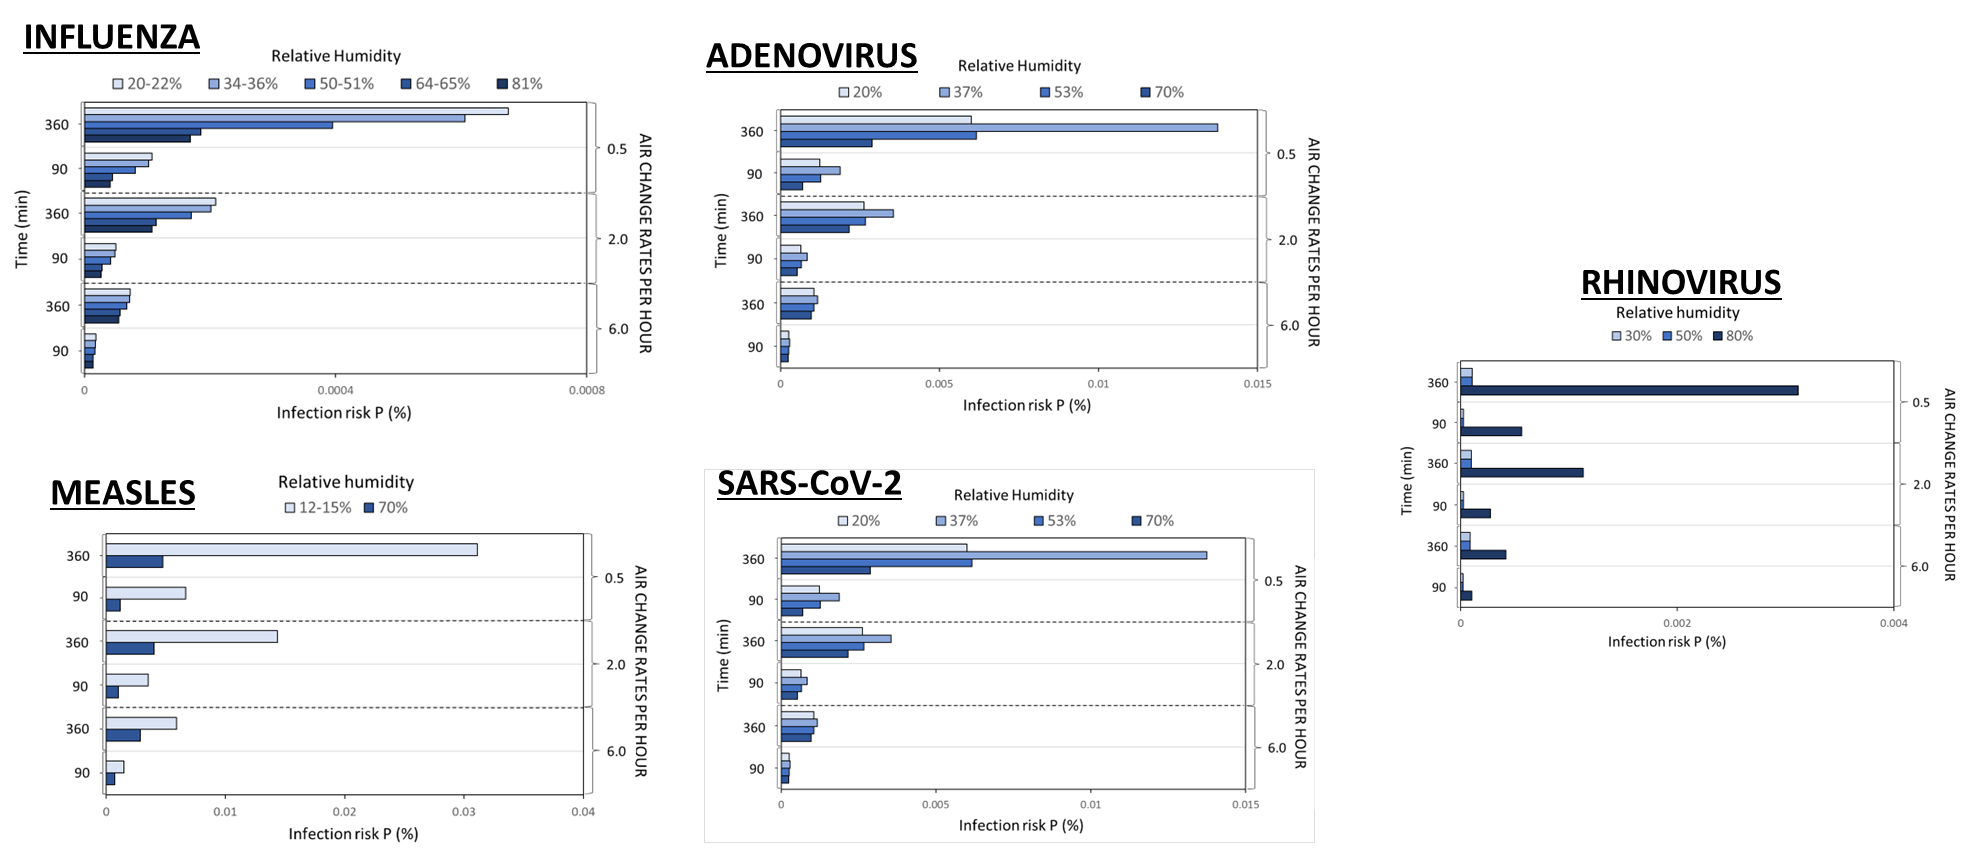 INFLUENZA
Relative Humidity
20-22% 34-36% 50-51% 64-65% 81%
360
0.5
90
360
2.0
90
360
6.0
90
0 0.0004 0.0008
Time (min)
AIR CHANGE RATES PER HOUR
Infection risk P (%)
ADENOVIRUS
Relative Humidity
20% 37% 53% 70%
360
0.5
90
360
2.0
90
360
6.0
90
0 0.005 0.01 0.015
Time (min)
AIR CHANGE RATES PER HOUR
Infection risk P (%)
MEASLES
Relative humidity
12-15% 70%
360
0.5
90
360
2.0
90
360
6.0
90
0 0.01 0.02 0.03 0.04
AIR CHANGE RATES PER HOUR
Infection risk P (%)
SARS-CoV-2
Relative Humidity
20% 37% 53% 70%
360
0.5
90
360
2.0
90
360
6.0
90
0 0.005 0.01 0.015
Time (min)
AIR CHANGE RATES PER HOUR
Infection risk P (%)
RHINOVIRUS
Relative humidity
30% 50% 80%
360
0.5
90
360
2.0
90
360
6.0
90
0 0.002 0.004
Time (min)
AIR CHANGE RATES PER HOUR
Infection risk P (%)